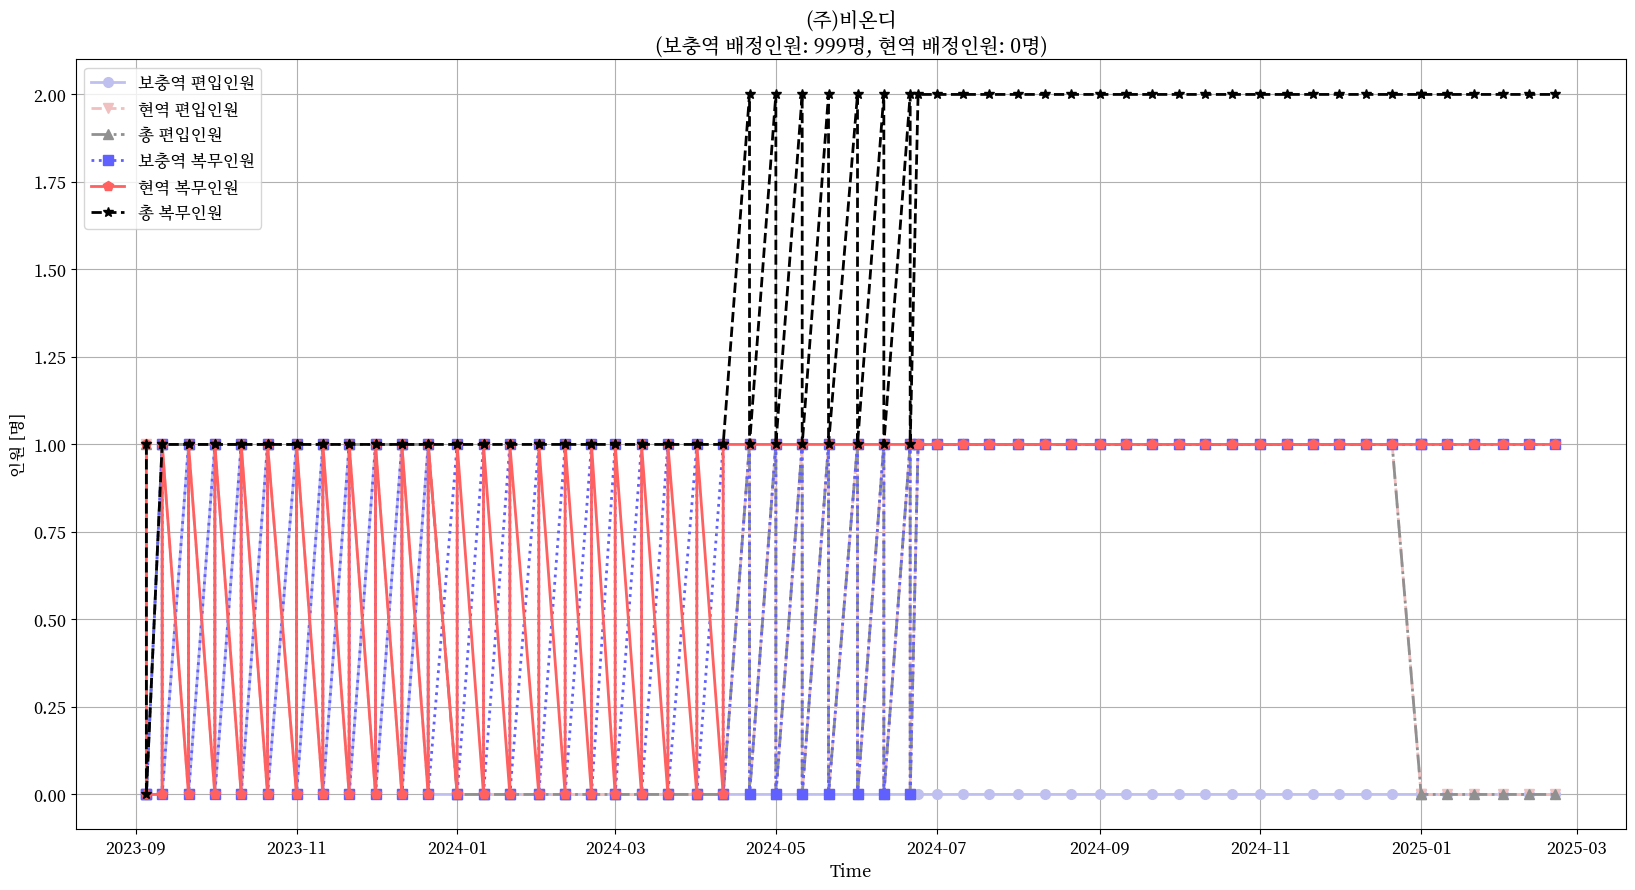 (주)비온디
(보충역 배정인원: 999명, 현역 배정인원: 0명)
보충역 편입인원
현역 편입인원
총 편입인원
보충역 복무인원
현역 복무인원
총 복무인원
인원 [명]
2.00
1.75
1.50
1.25
1.00
0.75
0.50
0.25
0.00
2023-09
2023-11
2024-01
2024-03
2024-05
2024-07
2024-09
2024-11
2025-01
2025-03
Time